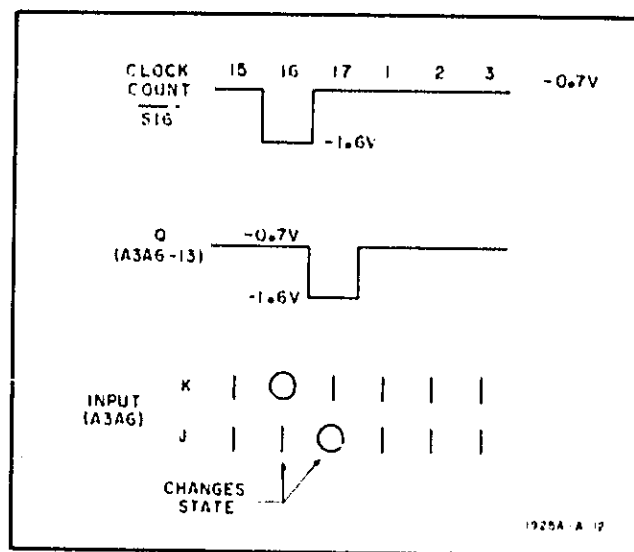 CLOCK COUNT 15 16 17 1 2 3 -0.7V
S16
-1.6V
Q (A3A6-13) -0.7V
-1.6V
INPUT (A3A6)
K | O | | | |
J | | O | | |
CHANGES STATE
1925A-A-12